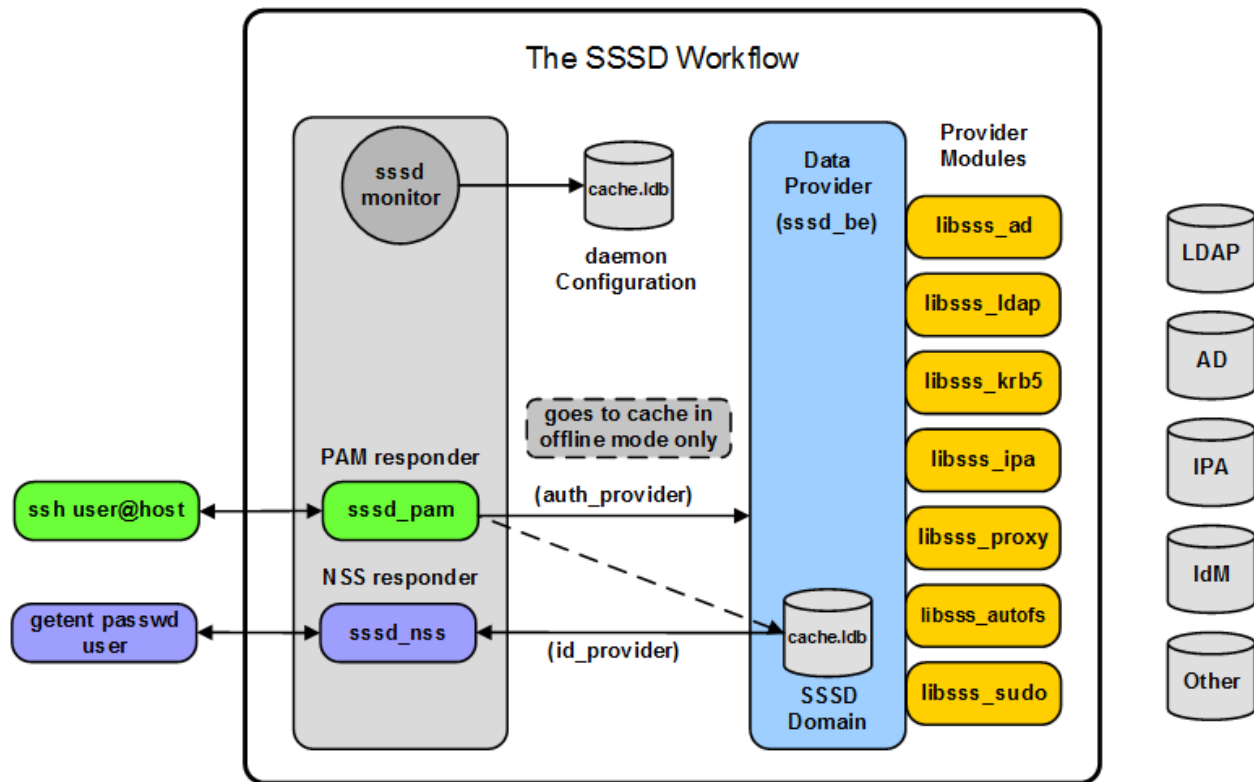 The SSSD Workflow
sssd
monitor
cache.ldb
daemon
Configuration
Data
Provider
(sssd_be)
Provider
Modules
libsss_ad
libsss_ldap
libsss_krb5
libsss_ipa
libsss_proxy
libsss_autofs
libsss_sudo
LDAP
AD
IPA
IdM
Other
goes to cache in
offline mode only
PAM responder
ssh user@host
sssd_pam
(auth_provider)
NSS responder
getent passwd
user
sssd_nss
(id_provider)
cache.ldb
SSSD
Domain